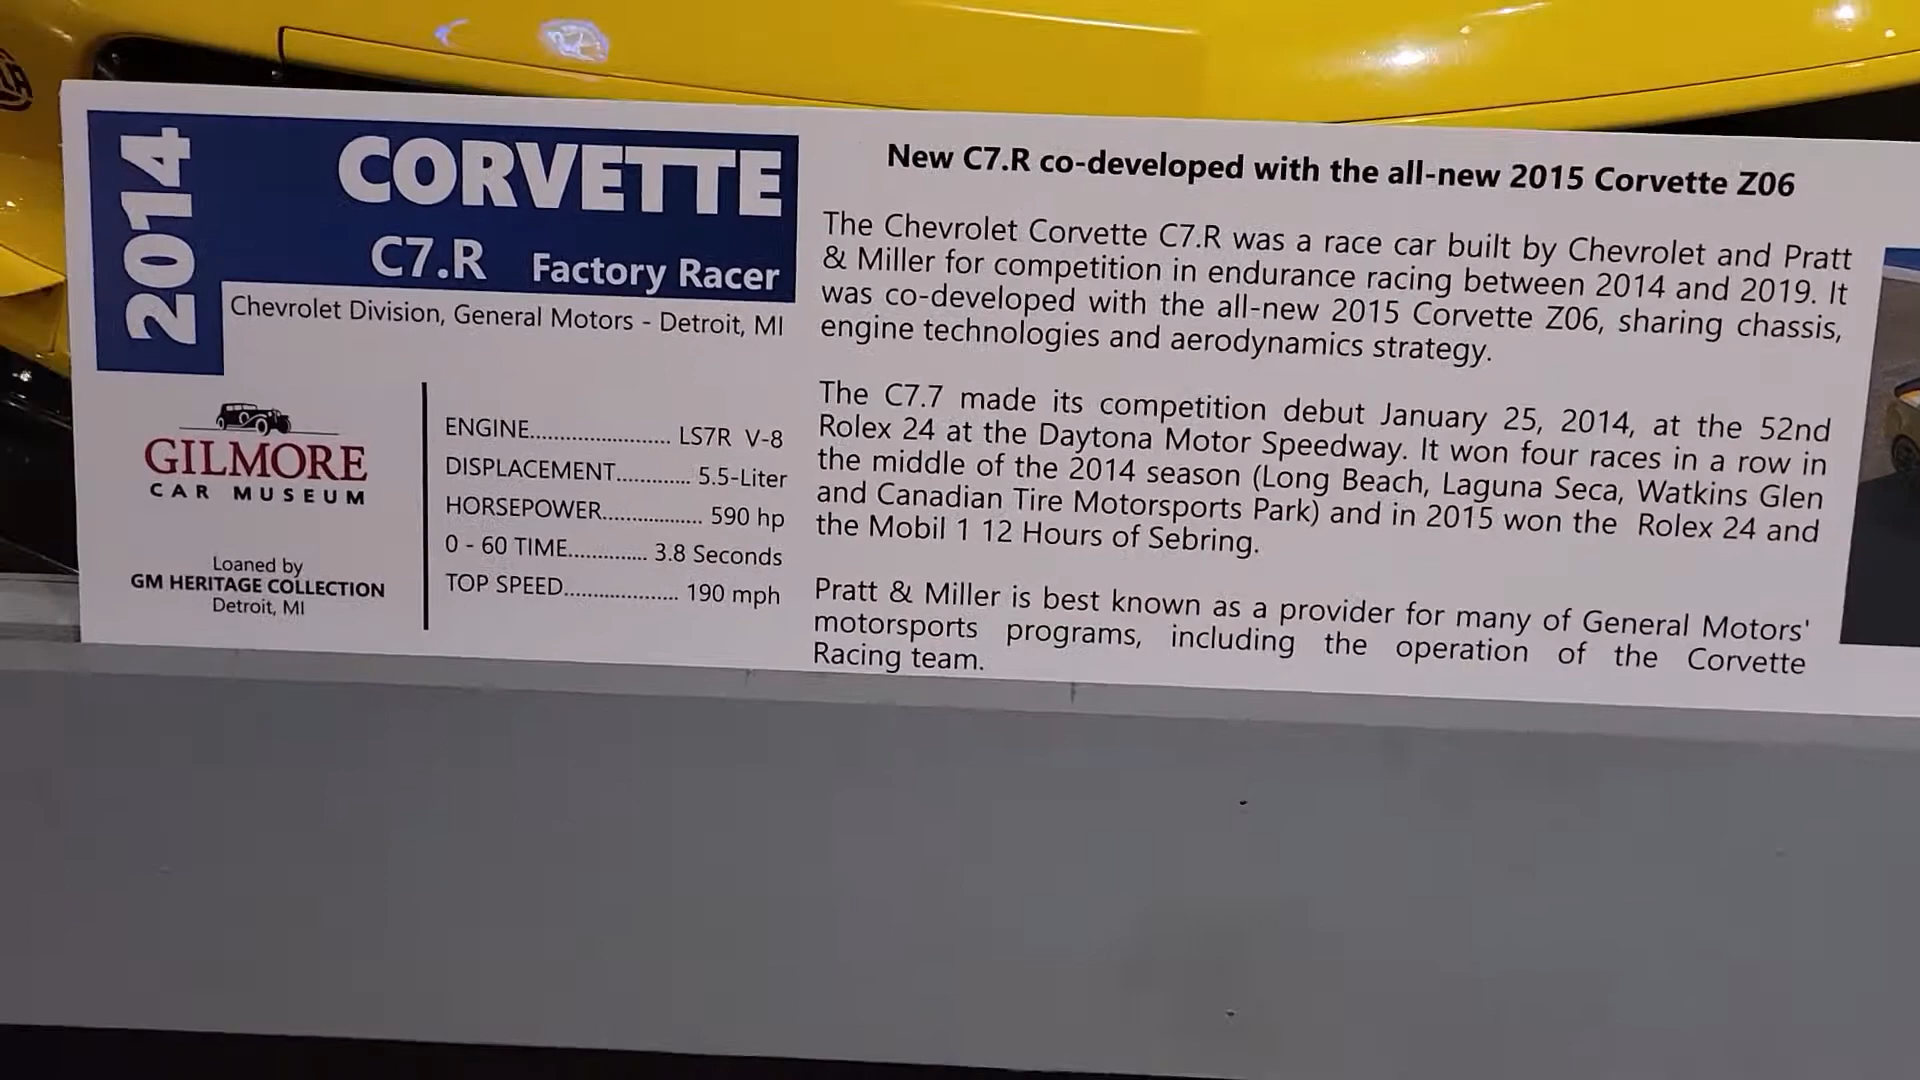 2014
CORVETTE
C7.R Factory Racer
Chevrolet Division, General Motors - Detroit, MI
GILMORE
CAR MUSEUM
Loaned by
GM HERITAGE COLLECTION
Detroit, MI
ENGINE....................... LS7R V-8
DISPLACEMENT............. 5.5-Liter
HORSEPOWER................. 590 hp
0 - 60 TIME............. 3.8 Seconds
TOP SPEED................... 190 mph
New C7.R co-developed with the all-new 2015 Corvette Z06
The Chevrolet Corvette C7.R was a race car built by Chevrolet and Pratt
& Miller for competition in endurance racing between 2014 and 2019. It
was co-developed with the all-new 2015 Corvette Z06, sharing chassis,
engine technologies and aerodynamics strategy.
The C7.7 made its competition debut January 25, 2014, at the 52nd
Rolex 24 at the Daytona Motor Speedway. It won four races in a row in
the middle of the 2014 season (Long Beach, Laguna Seca, Watkins Glen
and Canadian Tire Motorsports Park) and in 2015 won the Rolex 24 and
the Mobil 1 12 Hours of Sebring.
Pratt & Miller is best known as a provider for many of General Motors'
motorsports programs, including the operation of the Corvette
Racing team.